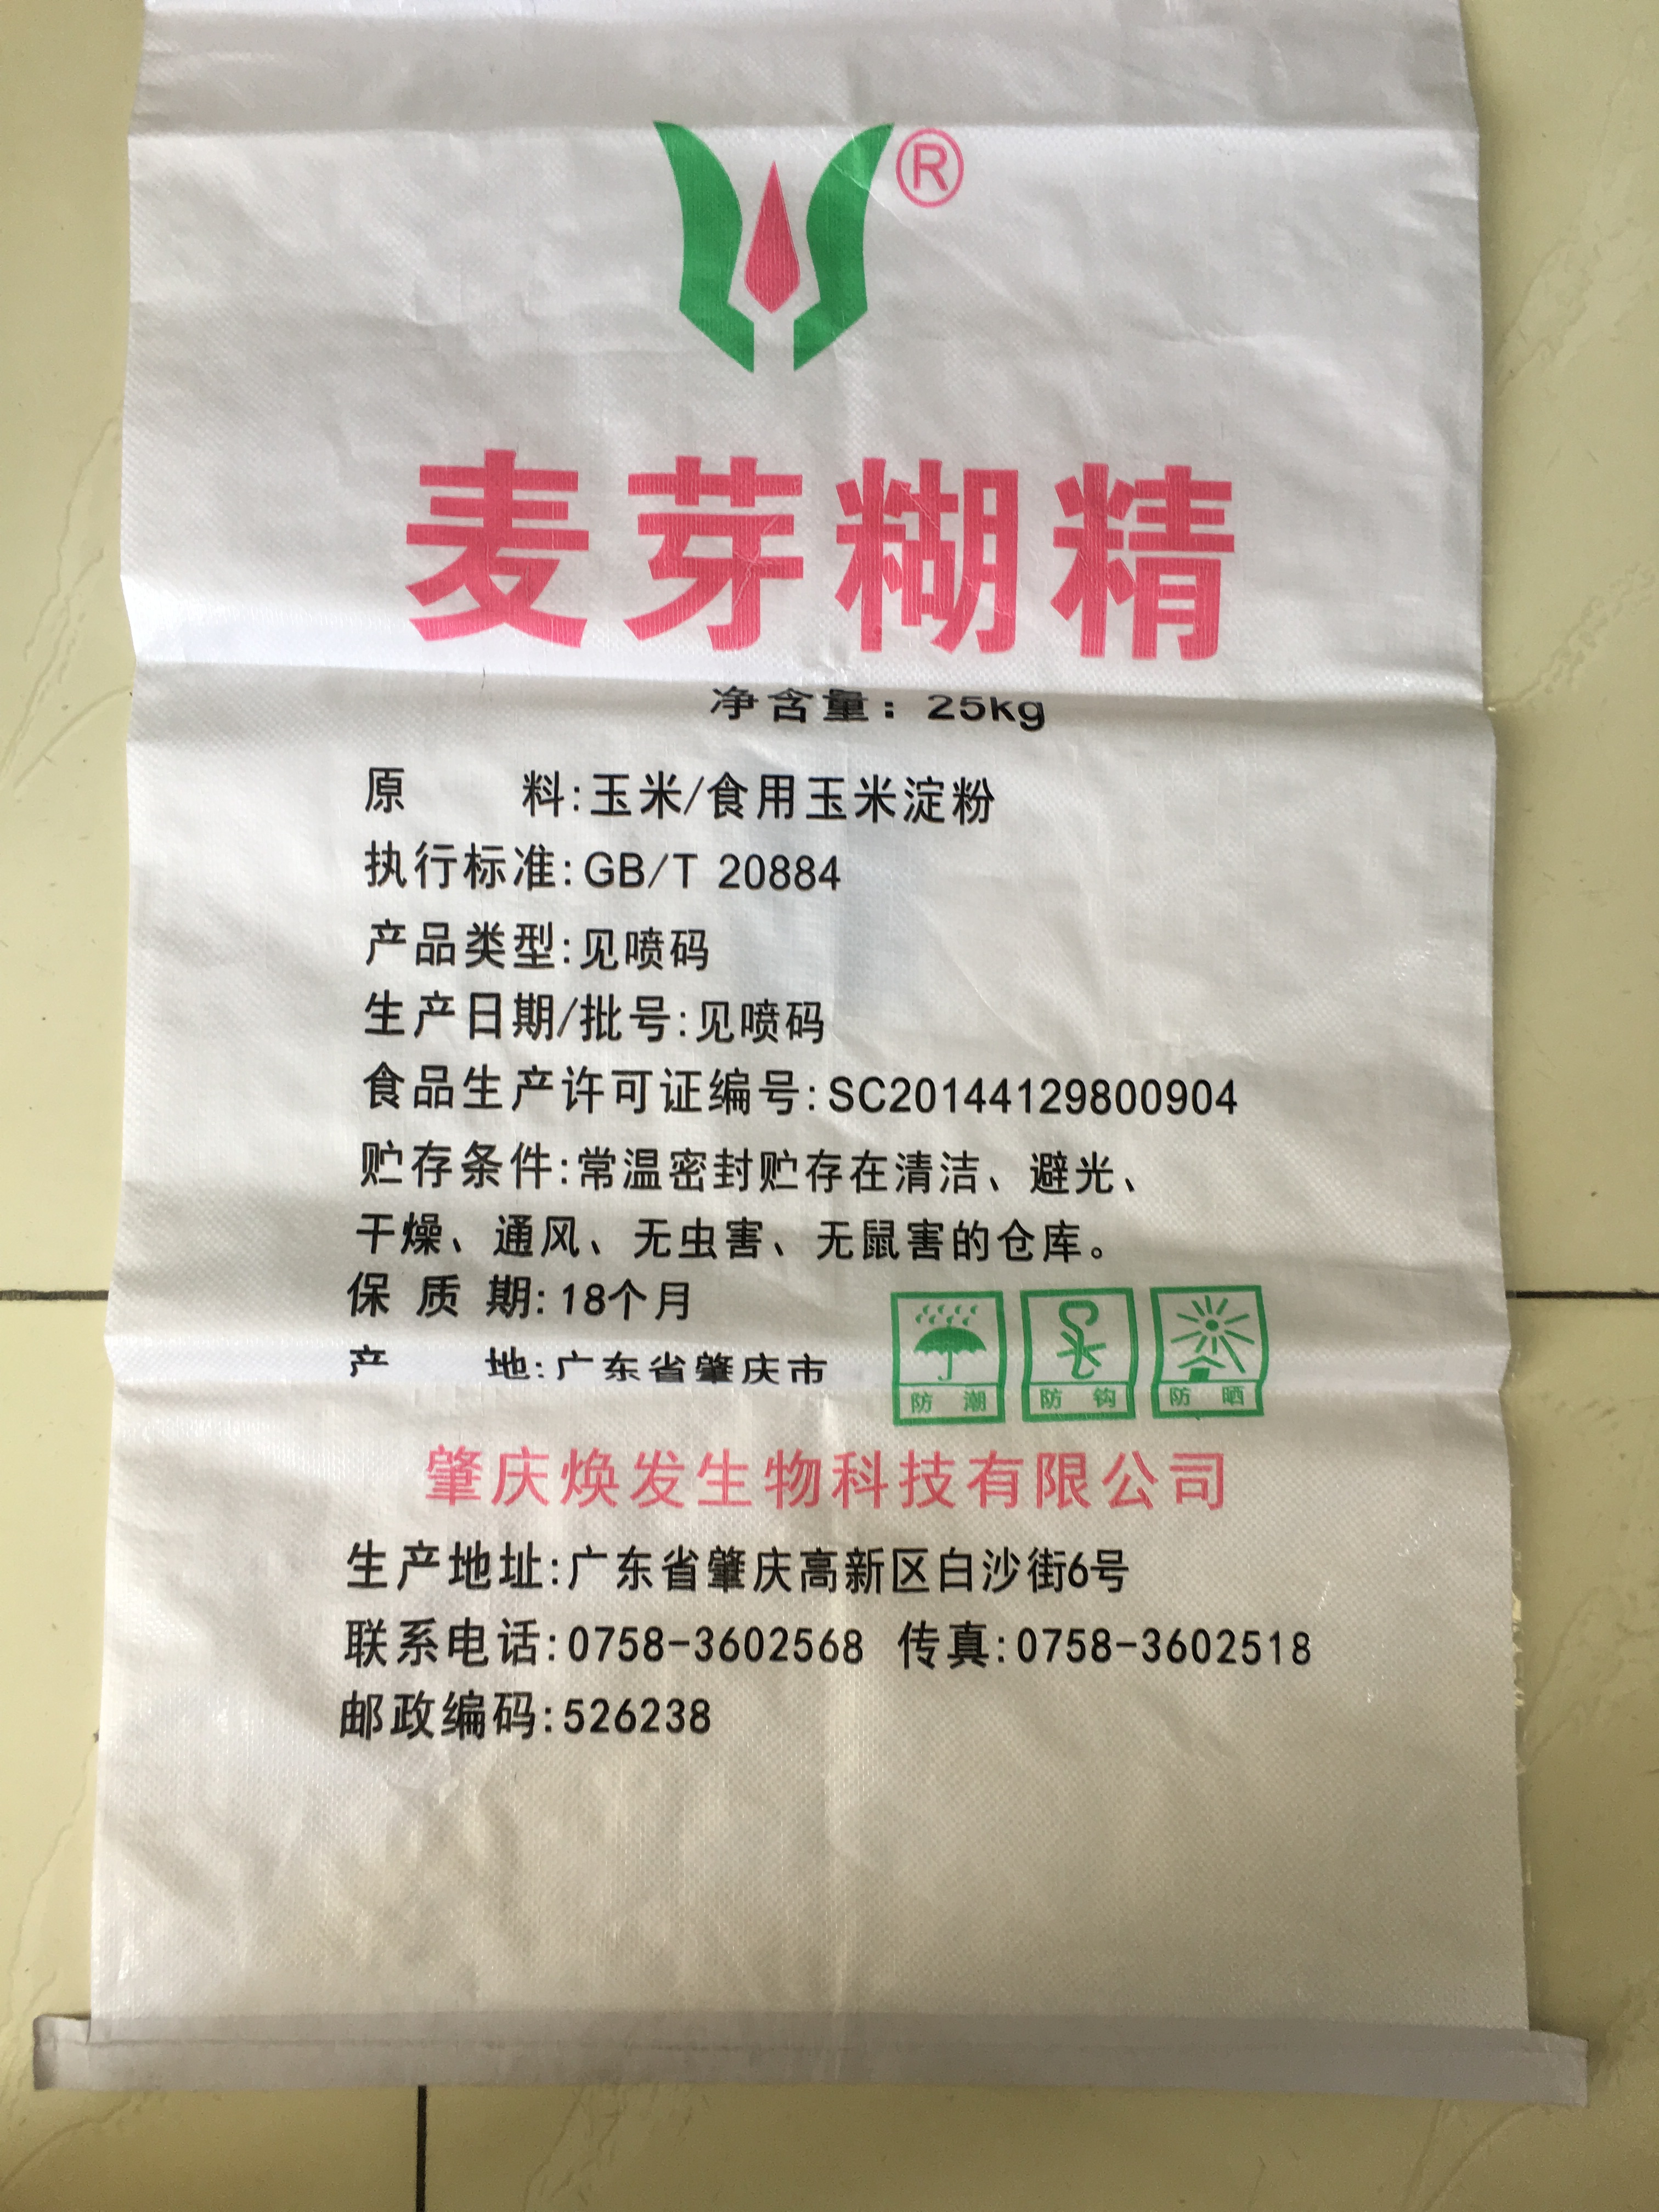 ®
麦芽糊精
净含量：25kg
原 料:玉米/食用玉米淀粉
执行标准:GB/T 20884
产品类型:见喷码
生产日期/批号:见喷码
食品生产许可证编号:SC20144129800904
贮存条件:常温密封贮存在清洁、避光、
干燥、通风、无虫害、无鼠害的仓库。
保 质 期:18个月
产 地:广东省肇庆市
防 潮 防 钩 防 晒
肇庆焕发生物科技有限公司
生产地址:广东省肇庆高新区白沙街6号
联系电话:0758-3602568 传真:0758-3602518
邮政编码:526238